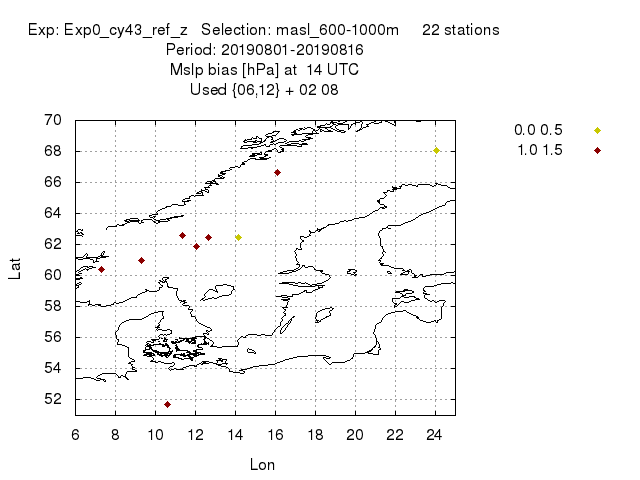 Exp: Exp0_cy43_ref_z   Selection: masl_600-1000m     22 stations
Period: 20190801-20190816
Mslp bias [hPa] at  14 UTC
Used {06,12} + 02 08
0.0 0.5
1.0 1.5
70
68
66
64
62
60
58
56
54
52
Lat
6 8 10 12 14 16 18 20 22 24
Lon